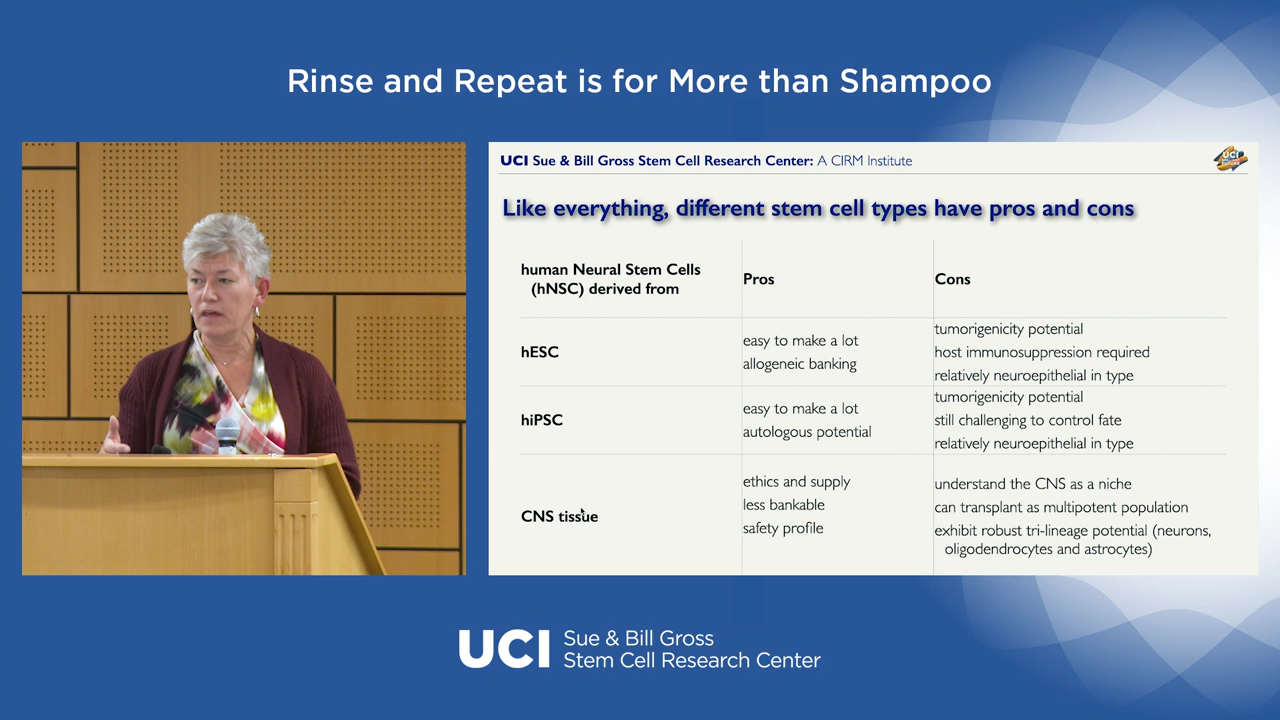 Rinse and Repeat is for More than Shampoo
UCI Sue & Bill Gross Stem Cell Research Center: A CIRM Institute
UCI
Like everything, different stem cell types have pros and cons
human Neural Stem Cells
(hNSC) derived from
Pros
Cons
hESC
easy to make a lot
allogeneic banking
tumorigenicity potential
host immunosuppression required
relatively neuroepithelial in type
hiPSC
easy to make a lot
autologous potential
tumorigenicity potential
still challenging to control fate
relatively neuroepithelial in type
CNS tissue
ethics and supply
less bankable
safety profile
understand the CNS as a niche
can transplant as multipotent population
exhibit robust tri-lineage potential (neurons,
oligodendrocytes and astrocytes)
UCI
Sue & Bill Gross
Stem Cell Research Center